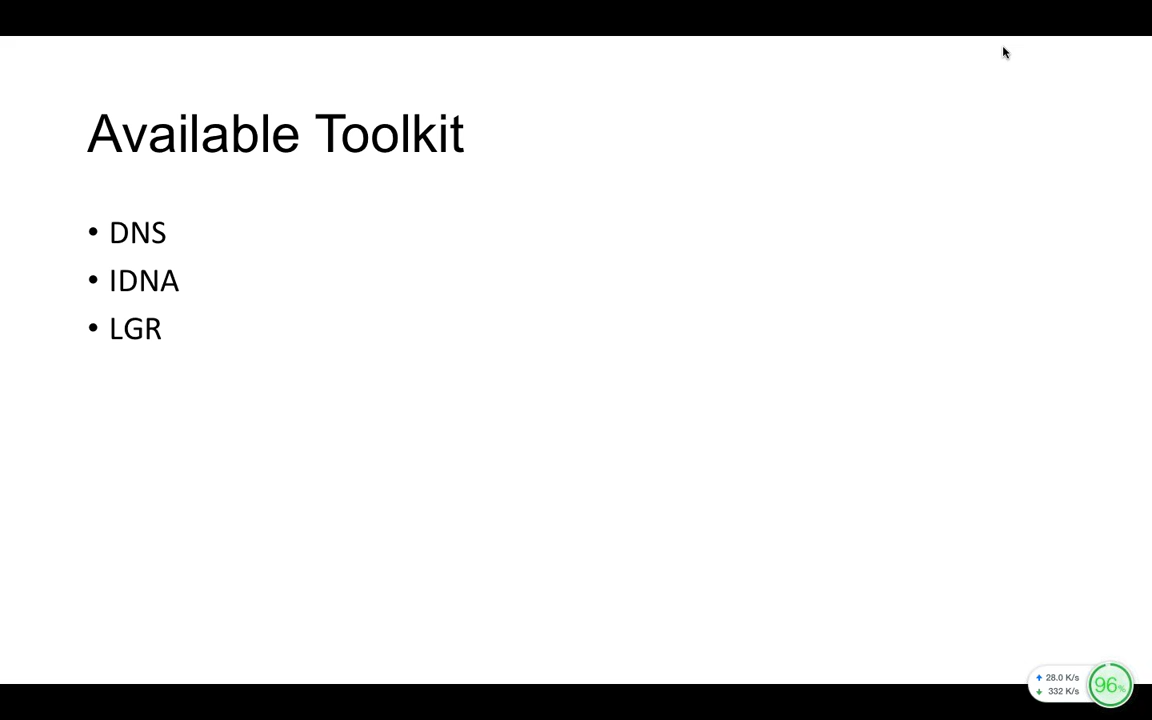 Available Toolkit
• DNS
• IDNA
• LGR
28.0 K/s
332 K/s
96%